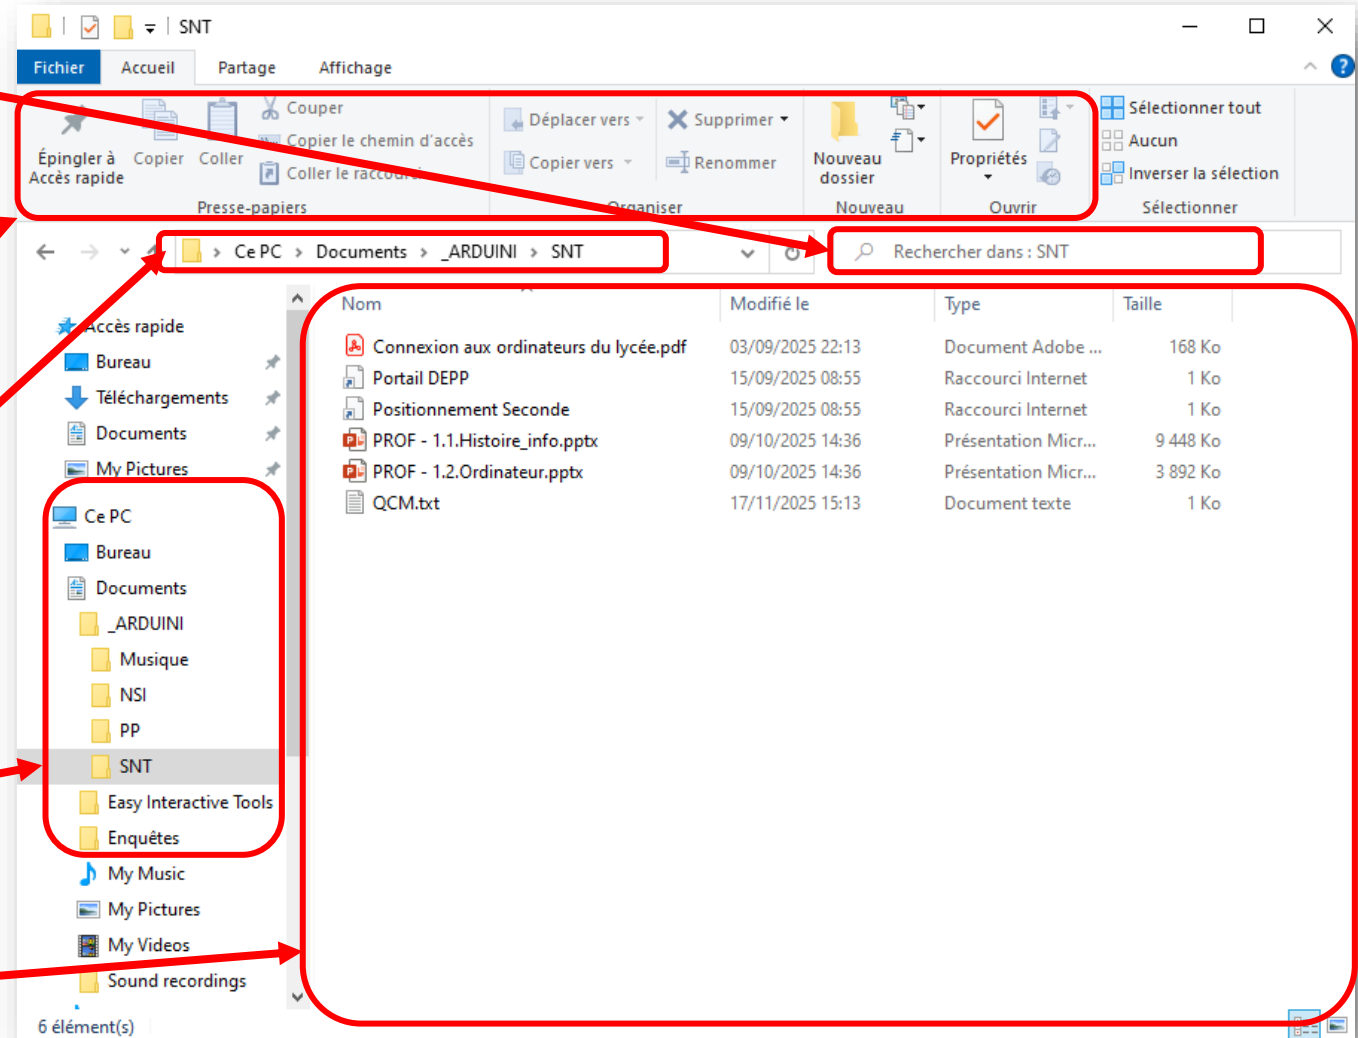 SNT
Fichier Accueil Partage Affichage
Épingler à Accès rapide
Copier
Coller
Couper
Copier le chemin d'accès
Coller le raccourci
Déplacer vers
Copier vers
Supprimer
Renommer
Nouveau dossier
Propriétés
Sélectionner tout
Aucun
Inverser la sélection
Presse-papiers Organiser Nouveau Ouvrir Sélectionner
Ce PC > Documents > _ARDUINI > SNT
Rechercher dans : SNT
Accès rapide
Bureau
Téléchargements
Documents
My Pictures
Ce PC
Bureau
Documents
_ARDUINI
Musique
NSI
PP
SNT
Easy Interactive Tools
Enquêtes
My Music
My Pictures
My Videos
Sound recordings
Nom Modifié le Type Taille
Connexion aux ordinateurs du lycée.pdf 03/09/2025 22:13 Document Adobe ... 168 Ko
Portail DEPP 15/09/2025 08:55 Raccourci Internet 1 Ko
Positionnement Seconde 15/09/2025 08:55 Raccourci Internet 1 Ko
PROF - 1.1.Histoire_info.pptx 09/10/2025 14:36 Présentation Micr... 9 448 Ko
PROF - 1.2.Ordinateur.pptx 09/10/2025 14:36 Présentation Micr... 3 892 Ko
QCM.txt 17/11/2025 15:13 Document texte 1 Ko
6 élément(s)